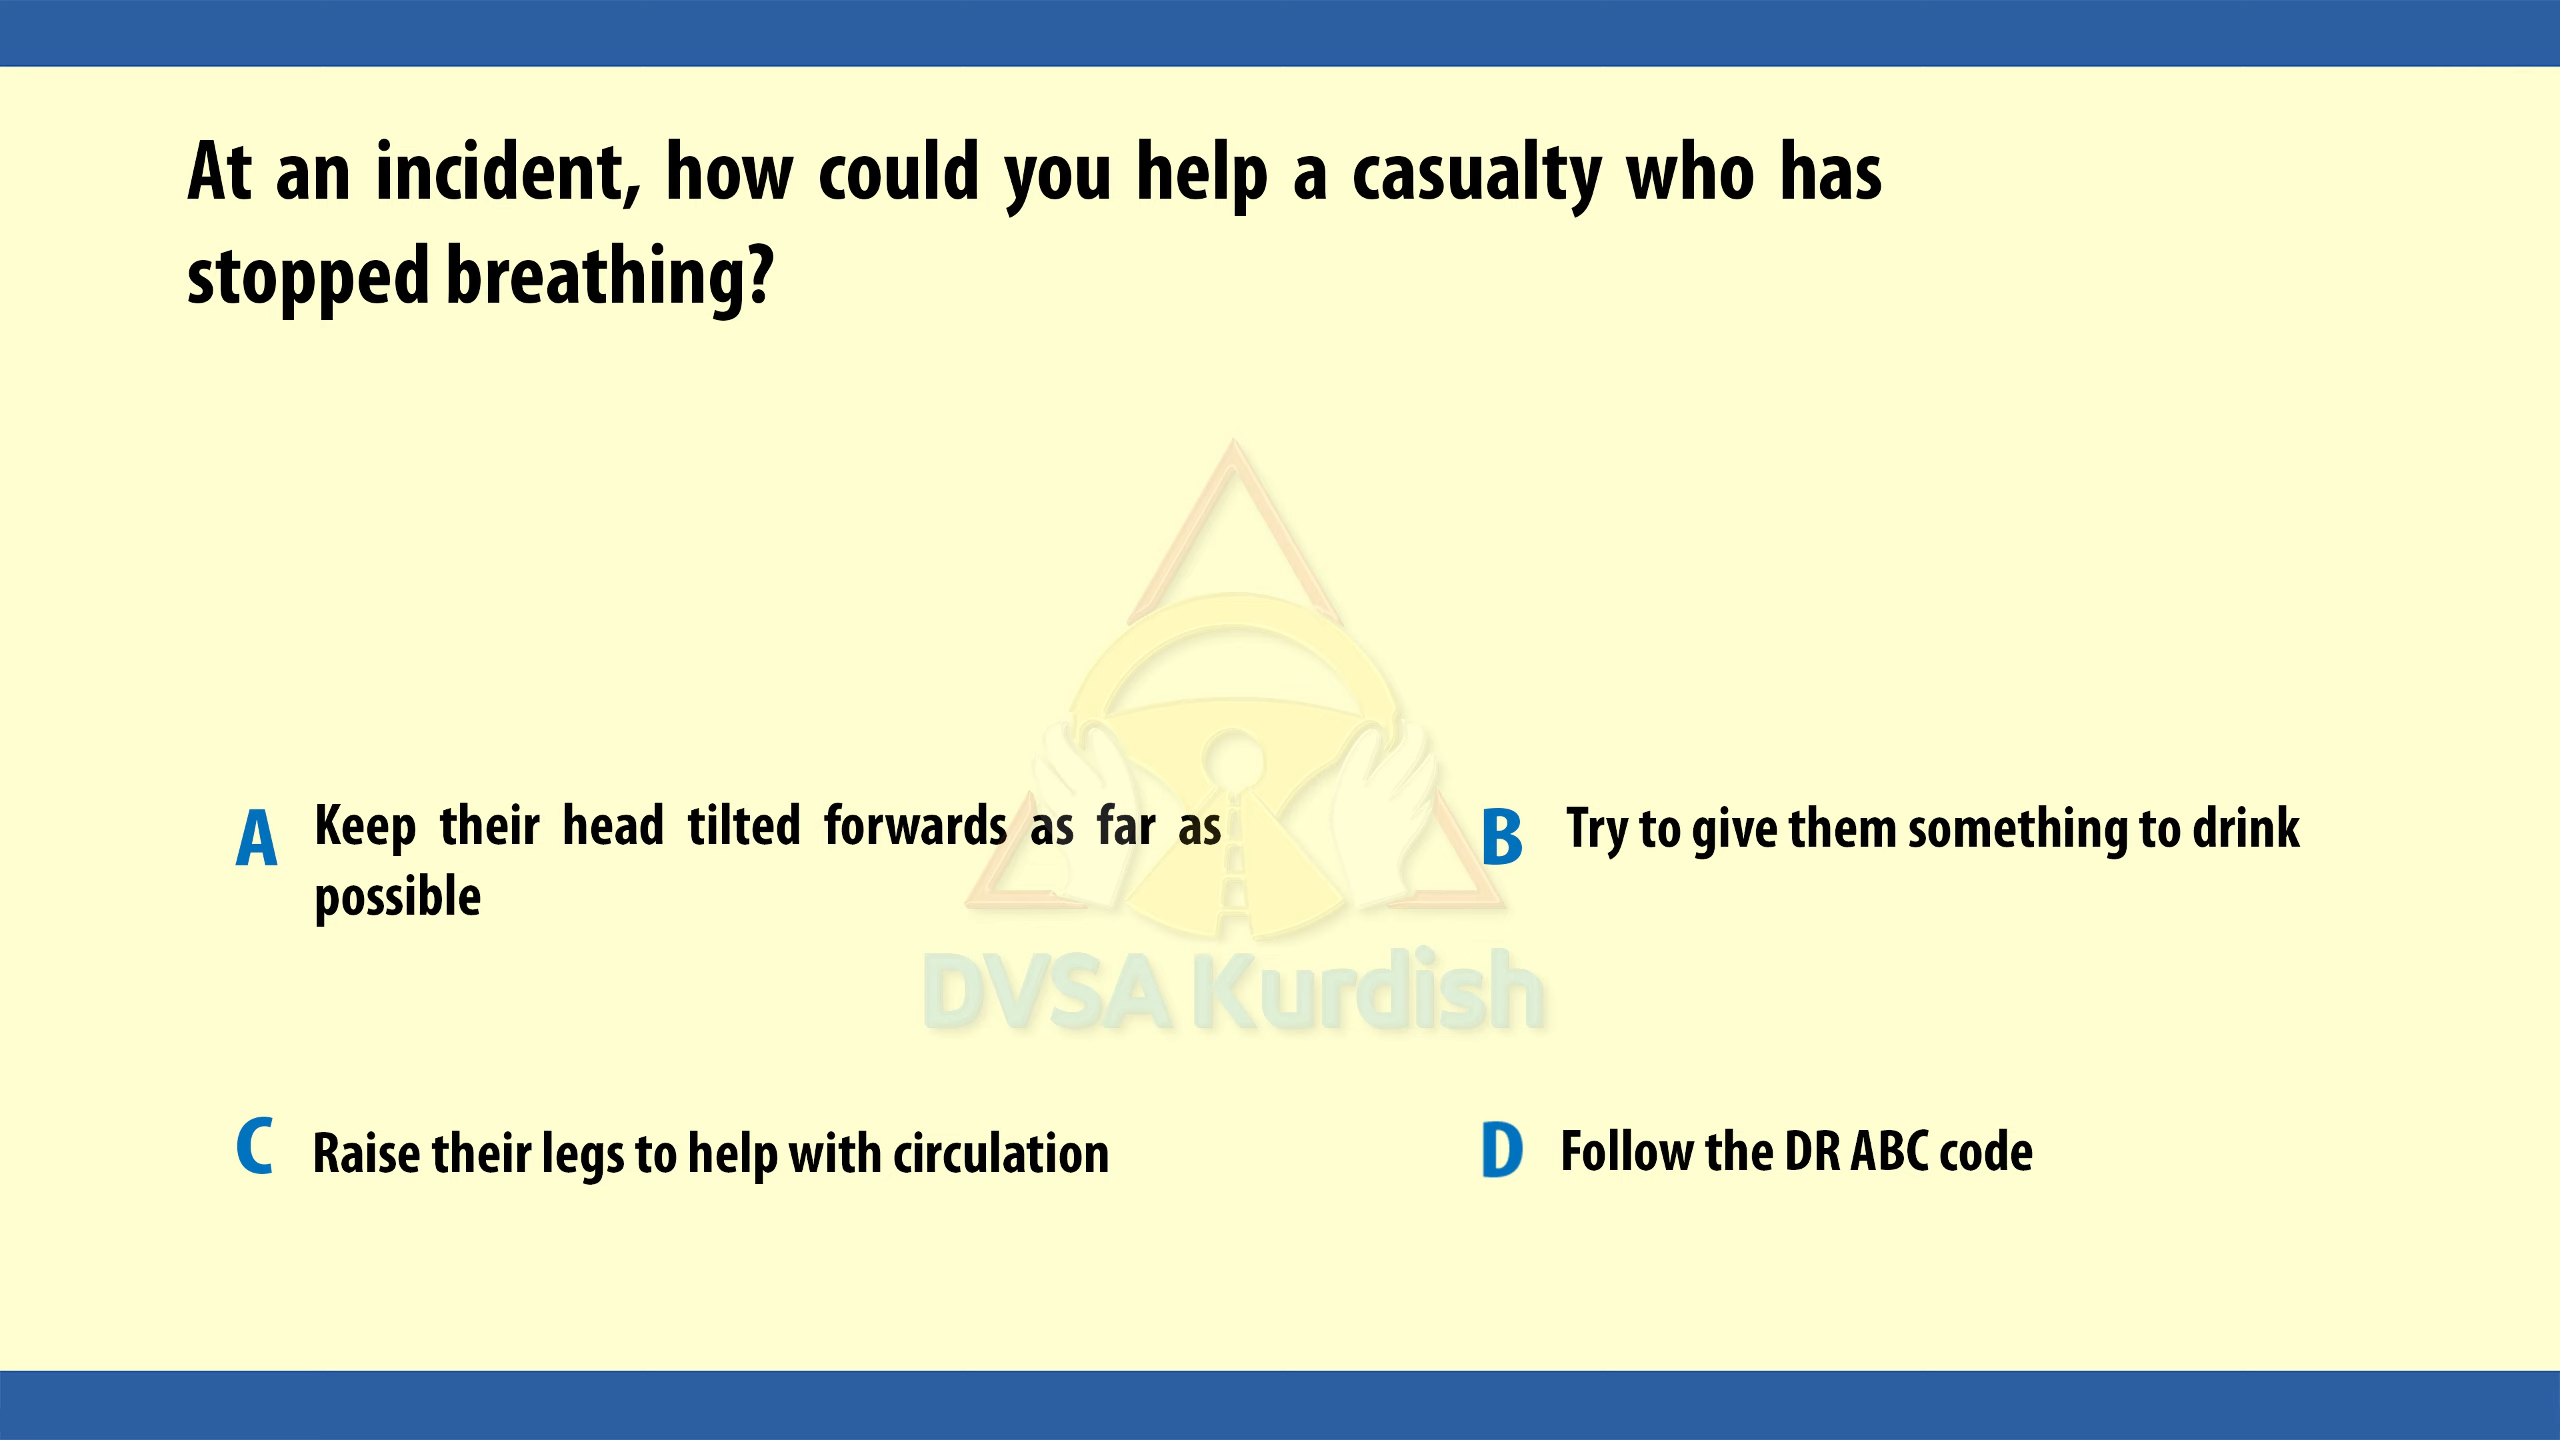 At an incident, how could you help a casualty who has
stopped breathing?
A Keep their head tilted forwards as far as
possible
B Try to give them something to drink
DVSA Kurdish
C Raise their legs to help with circulation
D Follow the DR ABC code